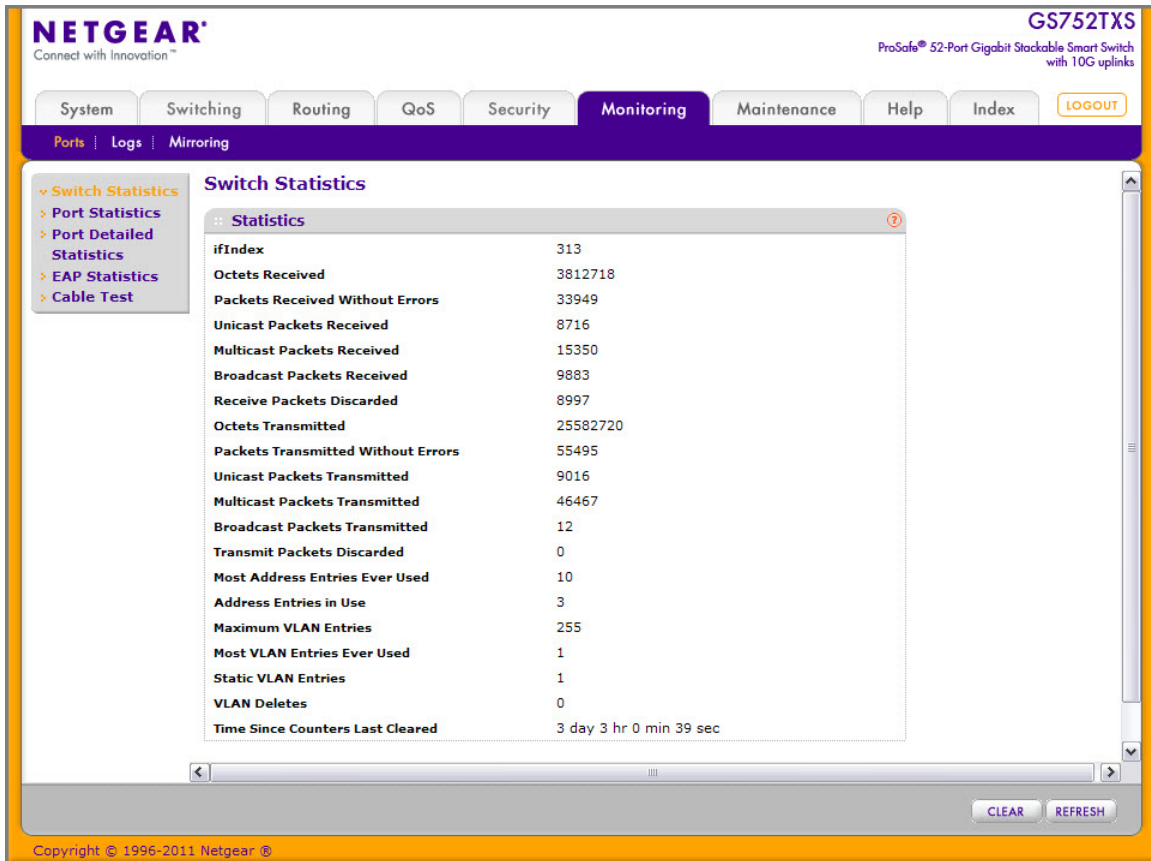 NETGEAR®
Connect with Innovation™
GS752TXS
ProSafe® 52-Port Gigabit Stackable Smart Switch
with 10G uplinks
System Switching Routing QoS Security Monitoring Maintenance Help Index LOGOUT
Ports Logs Mirroring
Switch Statistics
Port Statistics
Port Detailed
Statistics
EAP Statistics
Cable Test
Switch Statistics
Statistics ?
ifIndex 313
Octets Received 3812718
Packets Received Without Errors 33949
Unicast Packets Received 8716
Multicast Packets Received 15350
Broadcast Packets Received 9883
Receive Packets Discarded 8997
Octets Transmitted 25582720
Packets Transmitted Without Errors 55495
Unicast Packets Transmitted 9016
Multicast Packets Transmitted 46467
Broadcast Packets Transmitted 12
Transmit Packets Discarded 0
Most Address Entries Ever Used 10
Address Entries in Use 3
Maximum VLAN Entries 255
Most VLAN Entries Ever Used 1
Static VLAN Entries 1
VLAN Deletes 0
Time Since Counters Last Cleared 3 day 3 hr 0 min 39 sec
CLEAR REFRESH
Copyright © 1996-2011 Netgear ®